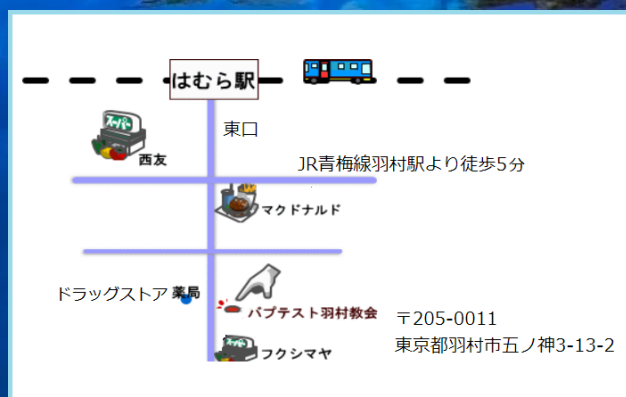 はむら駅
東口
スーパー
西友
JR青梅線羽村駅より徒歩5分
マクドナルド
ドラッグストア 薬局
バプテスト羽村教会
〒205-0011
東京都羽村市五ノ神3-13-2
スーパー
フクシマヤ